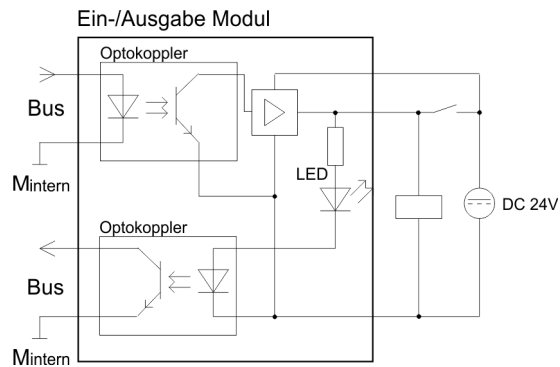 Ein-/Ausgabe Modul
Optokoppler
Bus
Mintern
LED
DC 24V
Optokoppler
Bus
Mintern